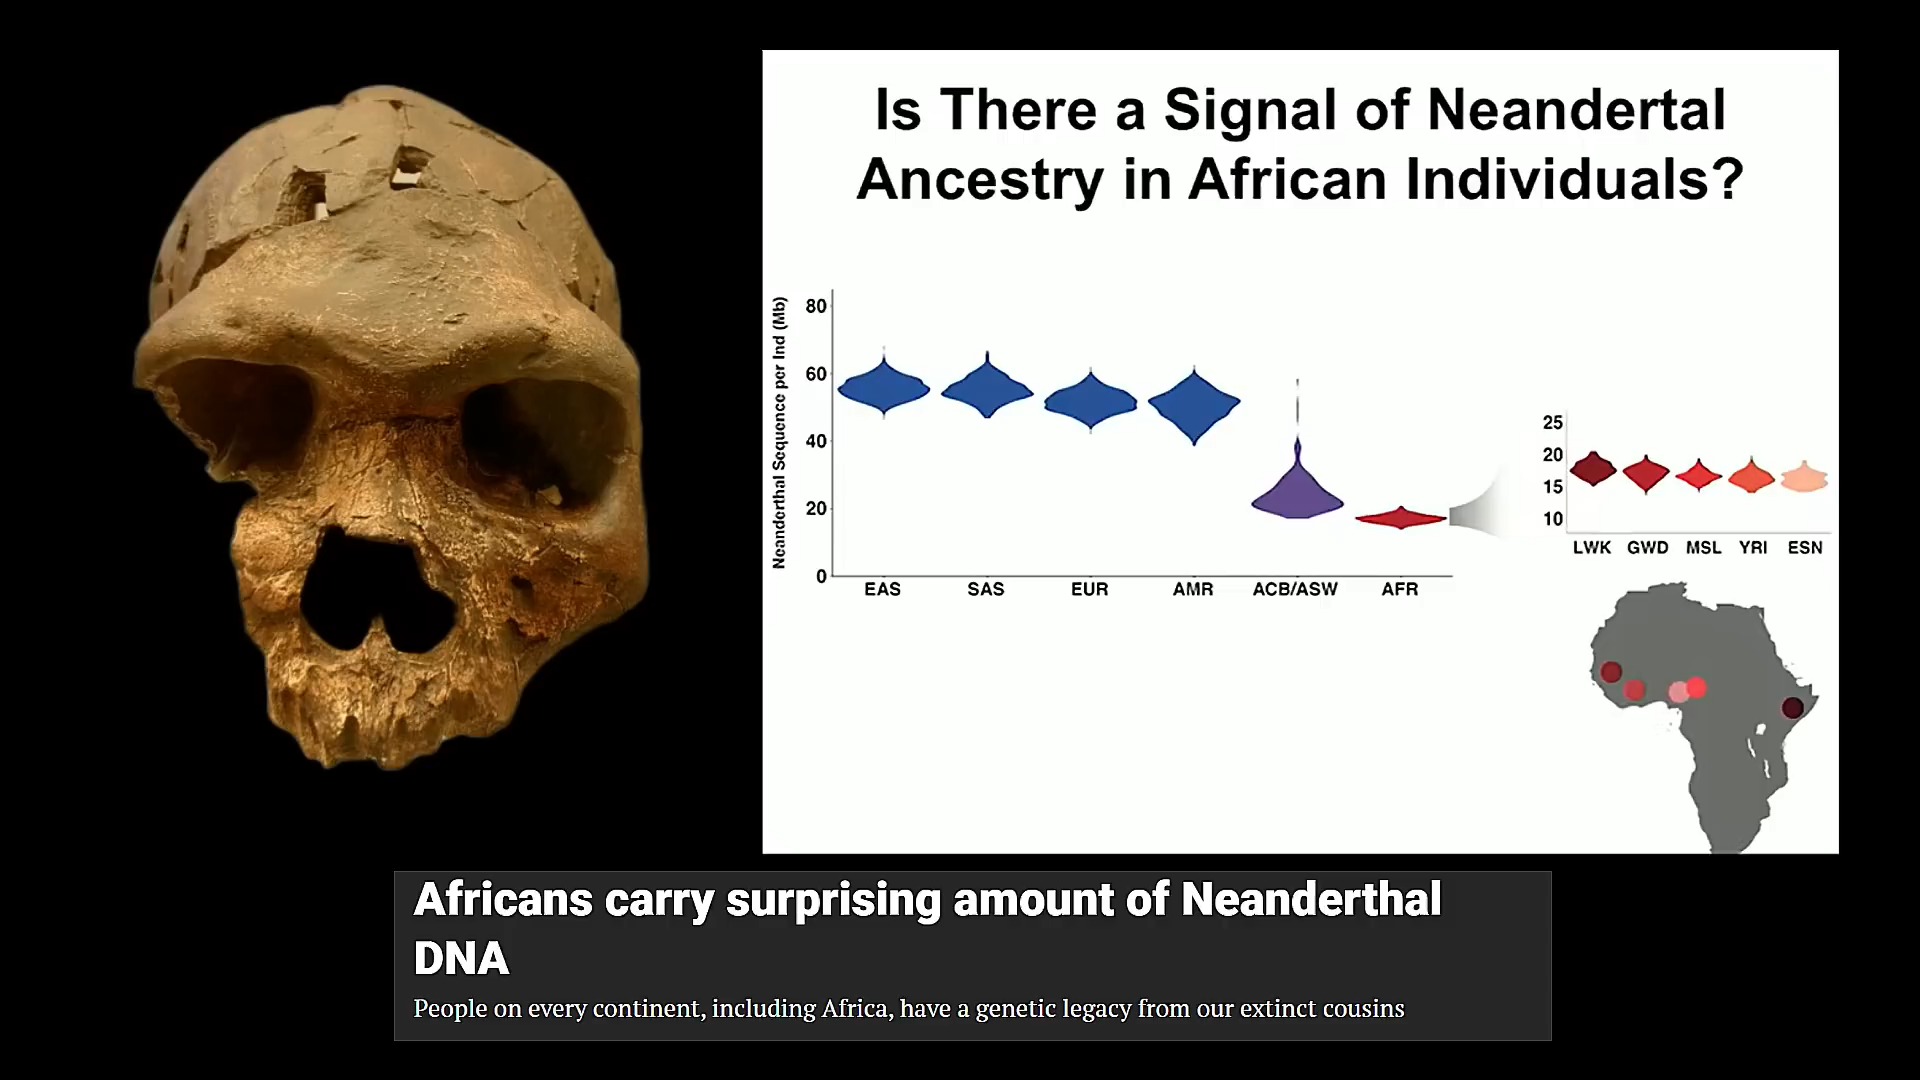 Is There a Signal of Neandertal
Ancestry in African Individuals?
Neanderthal Sequence per Ind (Mb)
80
60
40
20
0
EAS SAS EUR AMR ACB/ASW AFR
25
20
15
10
LWK GWD MSL YRI ESN
Africans carry surprising amount of Neanderthal
DNA
People on every continent, including Africa, have a genetic legacy from our extinct cousins